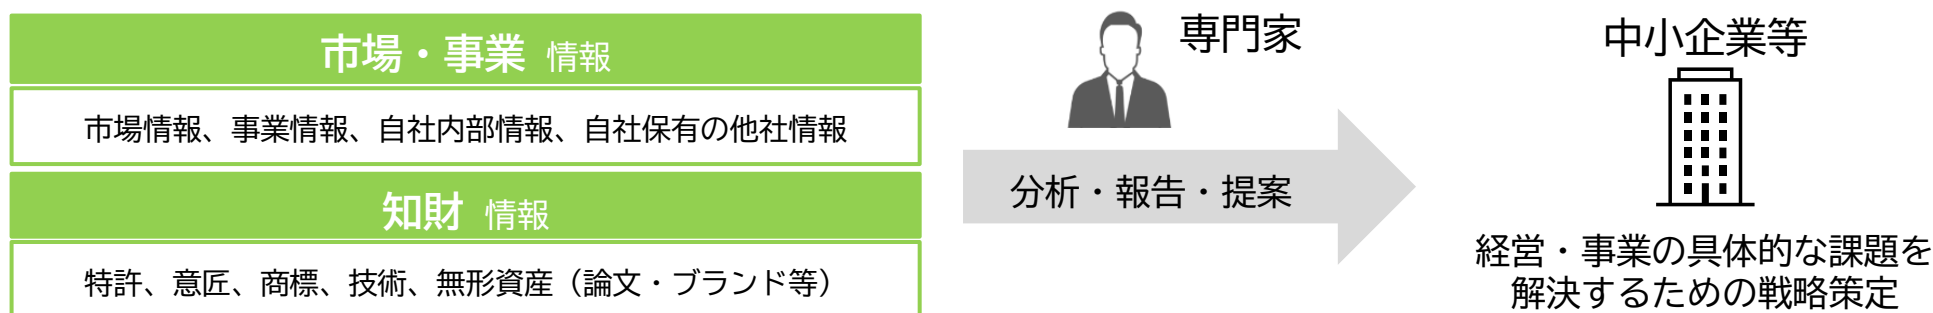 市場・事業 情報
市場情報、事業情報、自社内部情報、自社保有の他社情報
知財 情報
特許、意匠、商標、技術、無形資産（論文・ブランド等）
専門家
分析・報告・提案
中小企業等
経営・事業の具体的な課題を
解決するための戦略策定